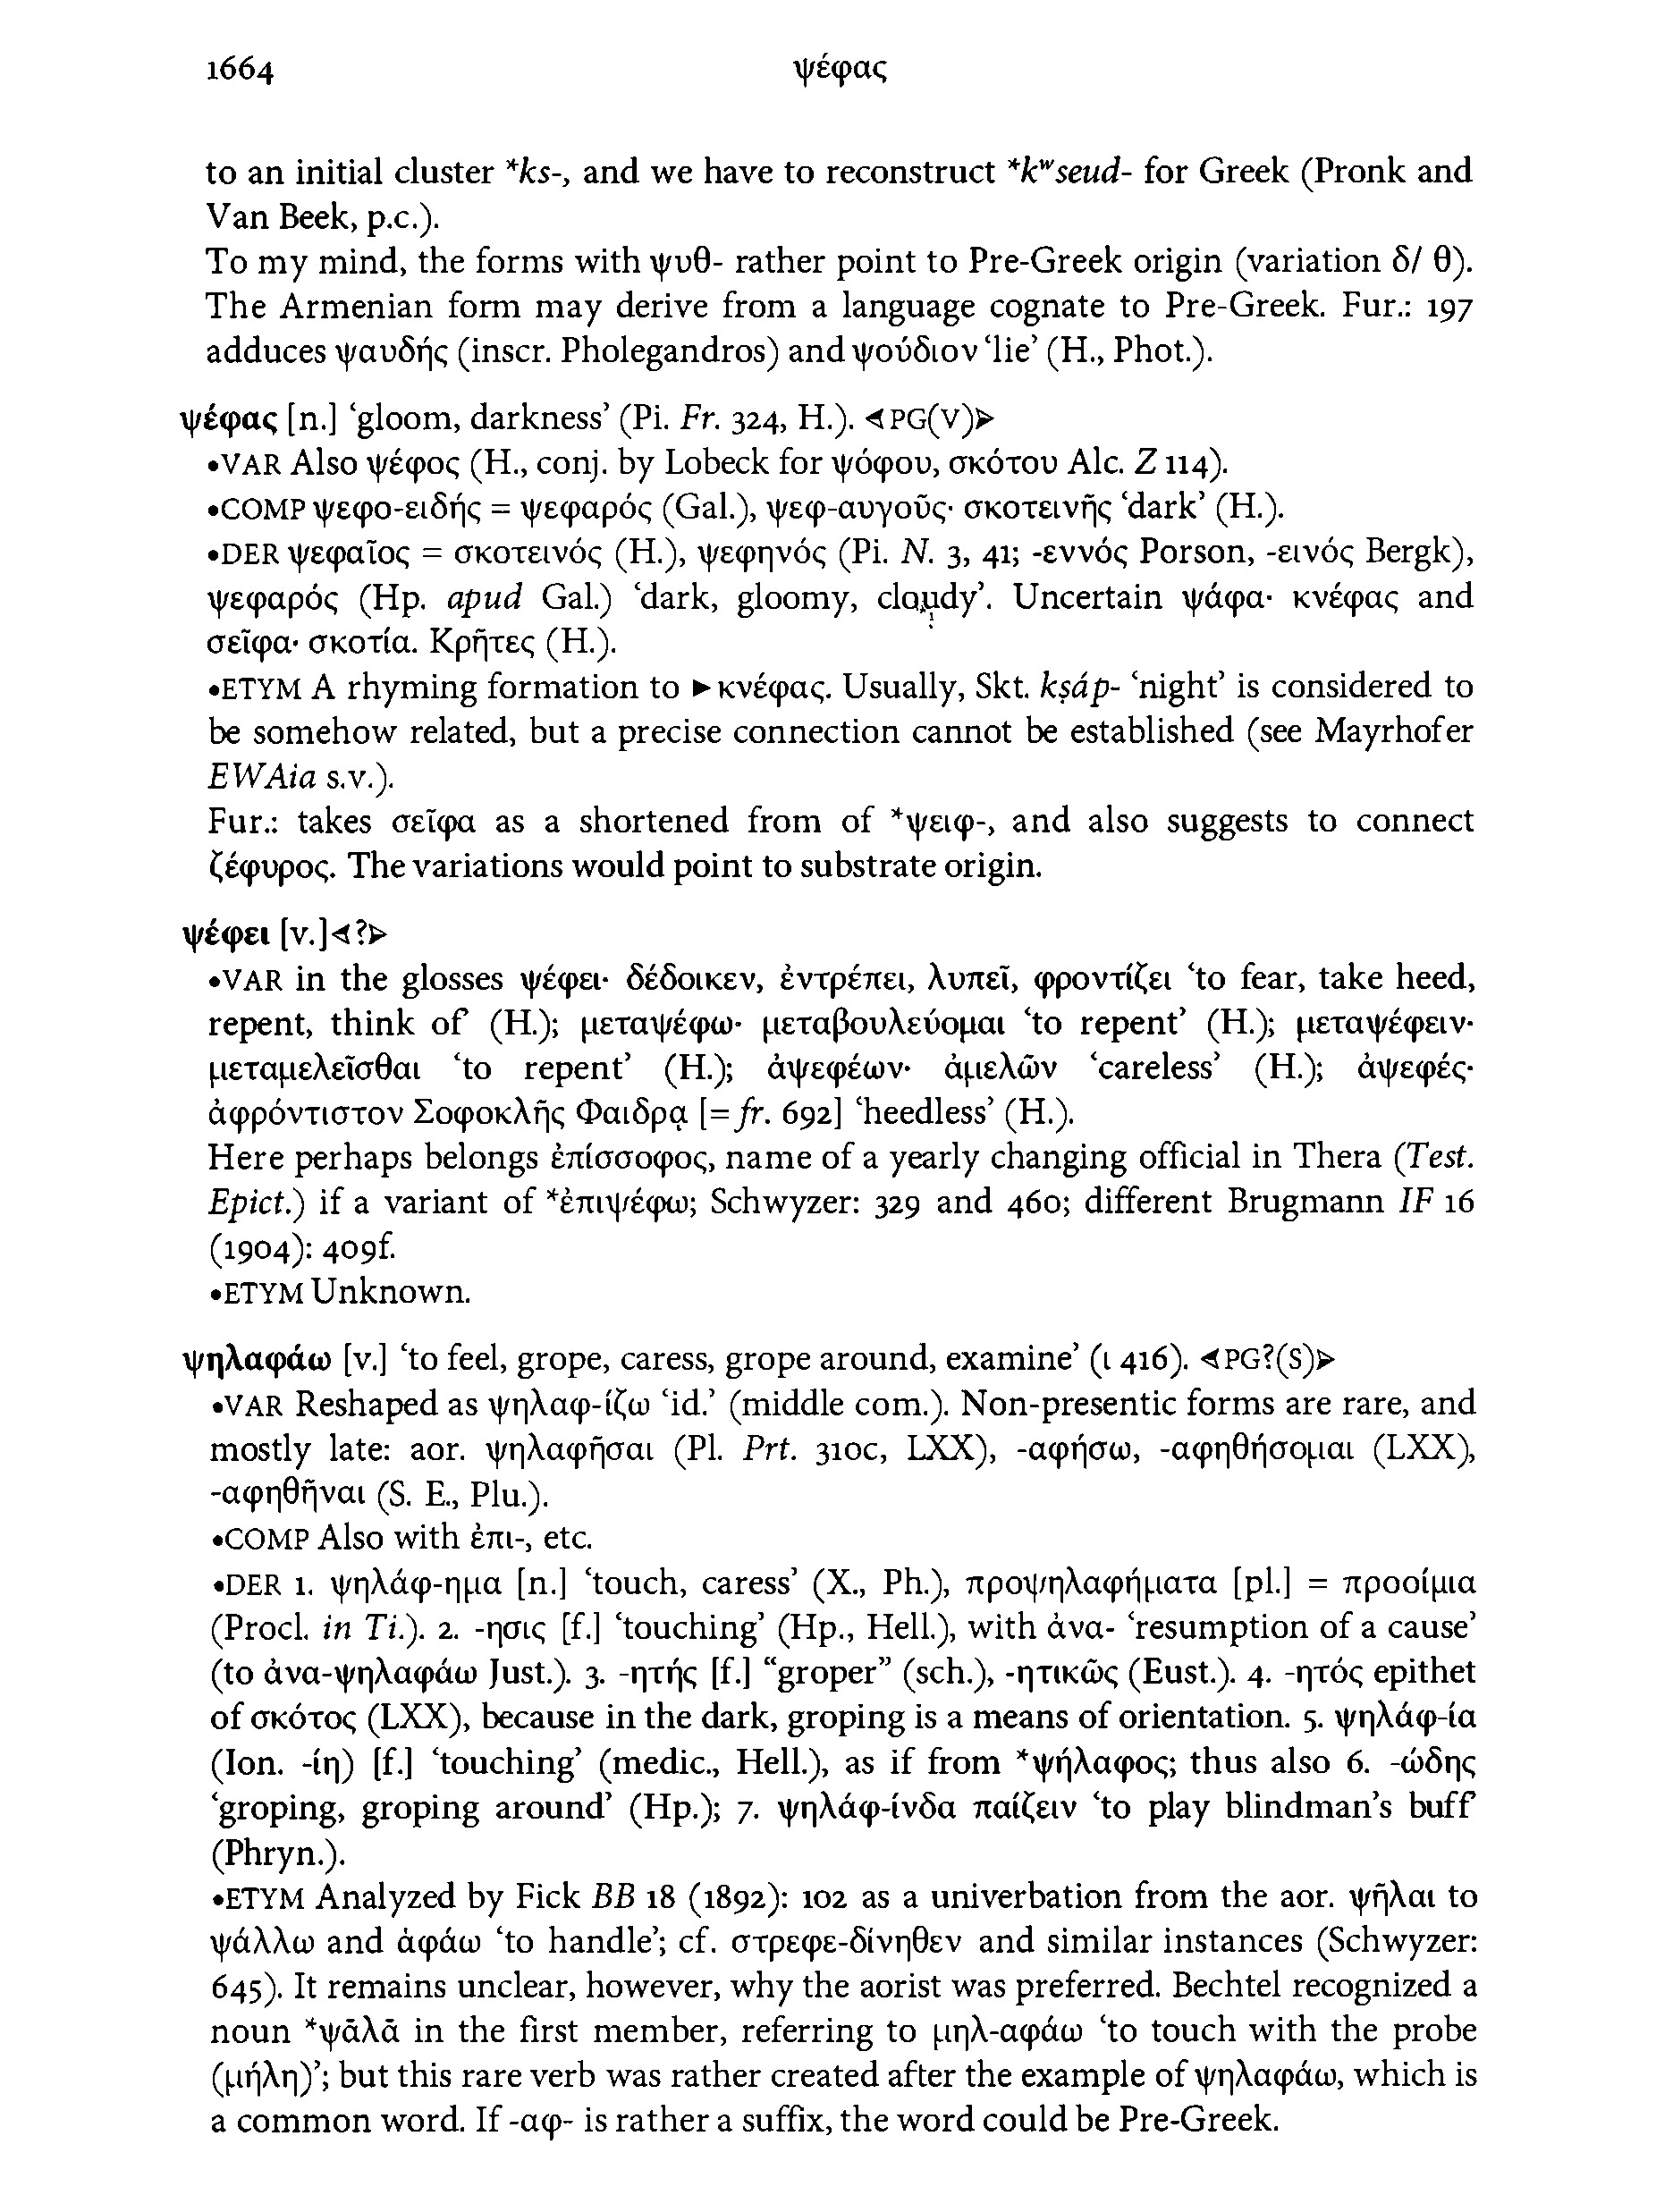 1664 ψέφας
to an initial cluster *ks-, and we have to reconstruct *kʷseud- for Greek (Pronk and
Van Beek, p.c.).
To my mind, the forms with ψυθ- rather point to Pre-Greek origin (variation δ/ θ).
The Armenian form may derive from a language cognate to Pre-Greek. Fur.: 197
adduces ψαυδής (inscr. Pholegandros) and ψούδιον 'lie' (H., Phot.).
ψέφας [n.] 'gloom, darkness' (Pi. Fr. 324, H.). ⊲PG(V)⊳
•VAR Also ψέφος (H., conj. by Lobeck for ψόφου, σκότου Alc. Z 114).
•COMP ψεφο-ειδής = ψεφαρός (Gal.), ψεφ-αυγοῦς· σκοτεινῆς 'dark' (H.).
•DER ψεφαῖος = σκοτεινός (H.), ψεφηνός (Pi. N. 3, 41; -εννός Porson, -εινός Bergk),
ψεφαρός (Hp. apud Gal.) 'dark, gloomy, cloudy'. Uncertain ψάφα· κνέφας and
σεῖφα· σκοτία. Κρῆτες (H.).
•ETYM A rhyming formation to ►κνέφας. Usually, Skt. kṣáp- 'night' is considered to
be somehow related, but a precise connection cannot be established (see Mayrhofer
EWAia s.v.).
Fur.: takes σεῖφα as a shortened from of *ψειφ-, and also suggests to connect
ζέφυρος. The variations would point to substrate origin.
ψέφει [v.]⊲?⊳
•VAR in the glosses ψέφει· δέδοικεν, ἐντρέπει, λυπεῖ, φροντίζει 'to fear, take heed,
repent, think of' (H.); μεταψέφω· μεταβουλεύομαι 'to repent' (H.); μεταψέφειν·
μεταμελεῖσθαι 'to repent' (H.); ἀψεφέων· ἀμελῶν 'careless' (H.); ἀψεφές·
ἀφρόντιστον Σοφοκλῆς Φαιδρᾳ [= fr. 692] 'heedless' (H.).
Here perhaps belongs ἐπίσσοφος, name of a yearly changing official in Thera (Test.
Epict.) if a variant of *ἐπιψέφω; Schwyzer: 329 and 460; different Brugmann IF 16
(1904): 409f.
•ETYM Unknown.
ψηλαφάω [v.] 'to feel, grope, caress, grope around, examine' (ι 416). ⊲PG?(S)⊳
•VAR Reshaped as ψηλαφ-ίζω 'id.' (middle com.). Non-presentic forms are rare, and
mostly late: aor. ψηλαφῆσαι (Pl. Prt. 310c, LXX), -αφήσω, -αφηθήσομαι (LXX),
-αφηθῆναι (S. E., Plu.).
•COMP Also with ἐπι-, etc.
•DER 1. ψηλάφ-ημα [n.] 'touch, caress' (X., Ph.), προψηλαφήματα [pl.] = προοίμια
(Procl. in Ti.). 2. -ησις [f.] 'touching' (Hp., Hell.), with ἀνα- 'resumption of a cause'
(to ἀνα-ψηλαφάω Just.). 3. -ητής [f.] "groper" (sch.), -ητικῶς (Eust.). 4. -ητός epithet
of σκότος (LXX), because in the dark, groping is a means of orientation. 5. ψηλάφ-ία
(Ion. -ίη) [f.] 'touching' (medic., Hell.), as if from *ψήλαφος; thus also 6. -ώδης
'groping, groping around' (Hp.); 7. ψηλάφ-ίνδα παίζειν 'to play blindman's buff'
(Phryn.).
•ETYM Analyzed by Fick BB 18 (1892): 102 as a univerbation from the aor. ψῆλαι to
ψάλλω and ἀφάω 'to handle'; cf. στρεφε-δίνηθεν and similar instances (Schwyzer:
645). It remains unclear, however, why the aorist was preferred. Bechtel recognized a
noun *ψᾱλᾱ in the first member, referring to μηλ-αφάω 'to touch with the probe
(μήλη)'; but this rare verb was rather created after the example of ψηλαφάω, which is
a common word. If -αφ- is rather a suffix, the word could be Pre-Greek.